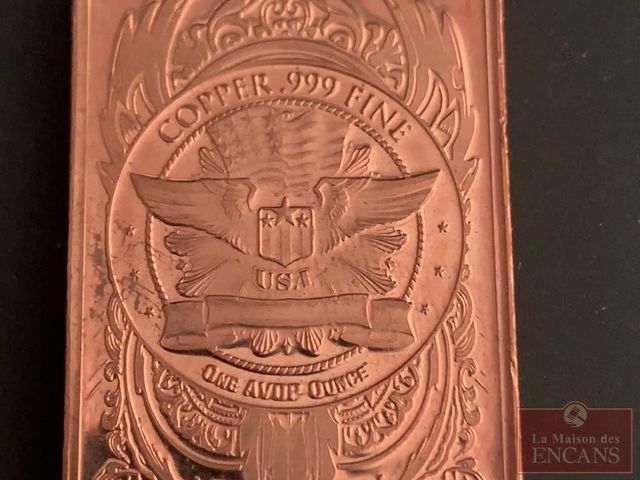 COPPER .999 FINE
USA
ONE AVDP OUNCE
La Maison des
ENCANS